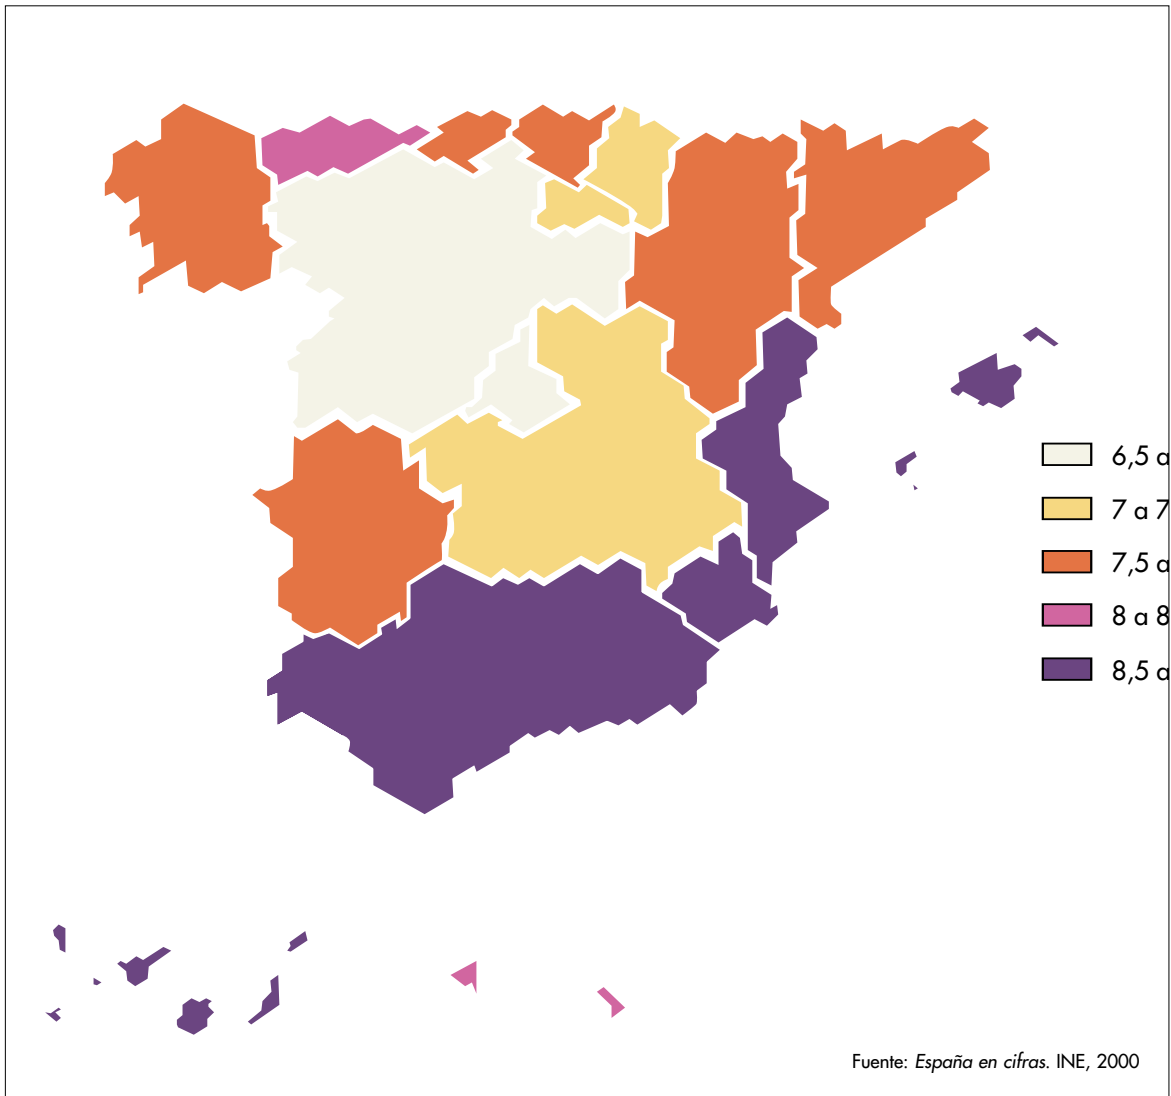 6,5 a
7 a 7
7,5 a
8 a 8
8,5 a
Fuente: España en cifras. INE, 2000